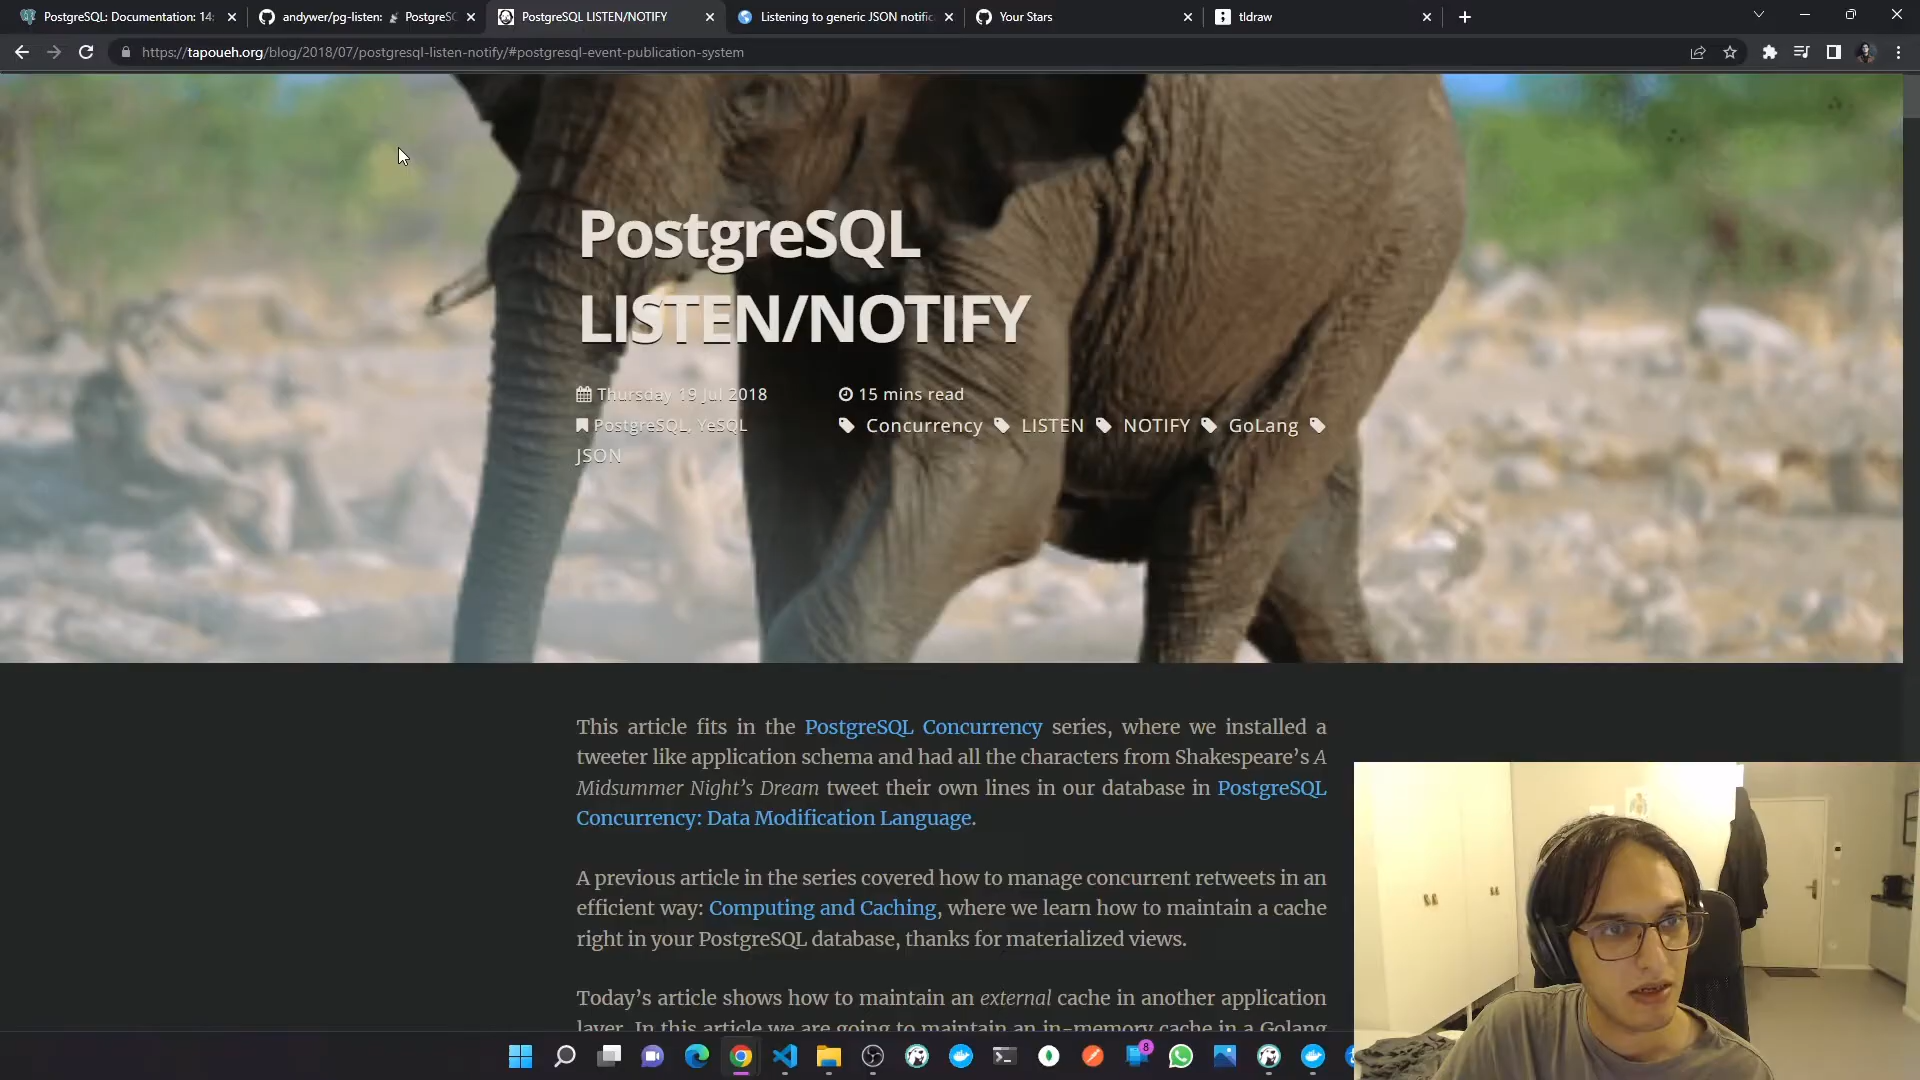 PostgreSQL: Documentation: 14:
andywer/pg-listen:
PostgreSC
PostgreSQL LISTEN/NOTIFY
Listening to generic JSON notific
Your Stars
tldraw
https://tapoueh.org/blog/2018/07/postgresql-listen-notify/#postgresql-event-publication-system
PostgreSQL
LISTEN/NOTIFY
Thursday 19 Jul 2018
15 mins read
PostgreSQL, YeSQL
Concurrency LISTEN NOTIFY GoLang
JSON
This article fits in the PostgreSQL Concurrency series, where we installed a
tweeter like application schema and had all the characters from Shakespeare’s A
Midsummer Night’s Dream tweet their own lines in our database in PostgreSQL
Concurrency: Data Modification Language.
A previous article in the series covered how to manage concurrent retweets in an
efficient way: Computing and Caching, where we learn how to maintain a cache
right in your PostgreSQL database, thanks for materialized views.
Today’s article shows how to maintain an external cache in another application
layer. In this article we are going to maintain an in-memory cache in a Golang
8